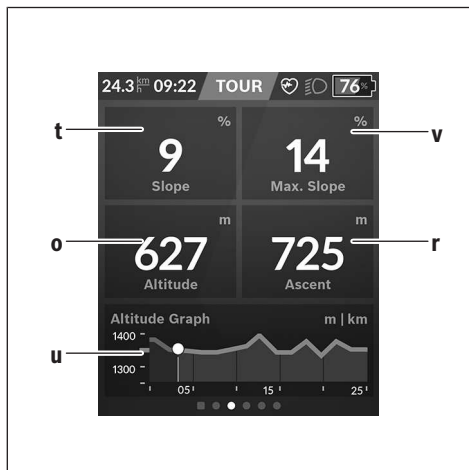 24.3 km/h 09:22 TOUR 76%
t % % v
9 14
Slope Max. Slope
o m m r
627 725
Altitude Ascent
Altitude Graph m | km
u 1400
1300
05 15 25